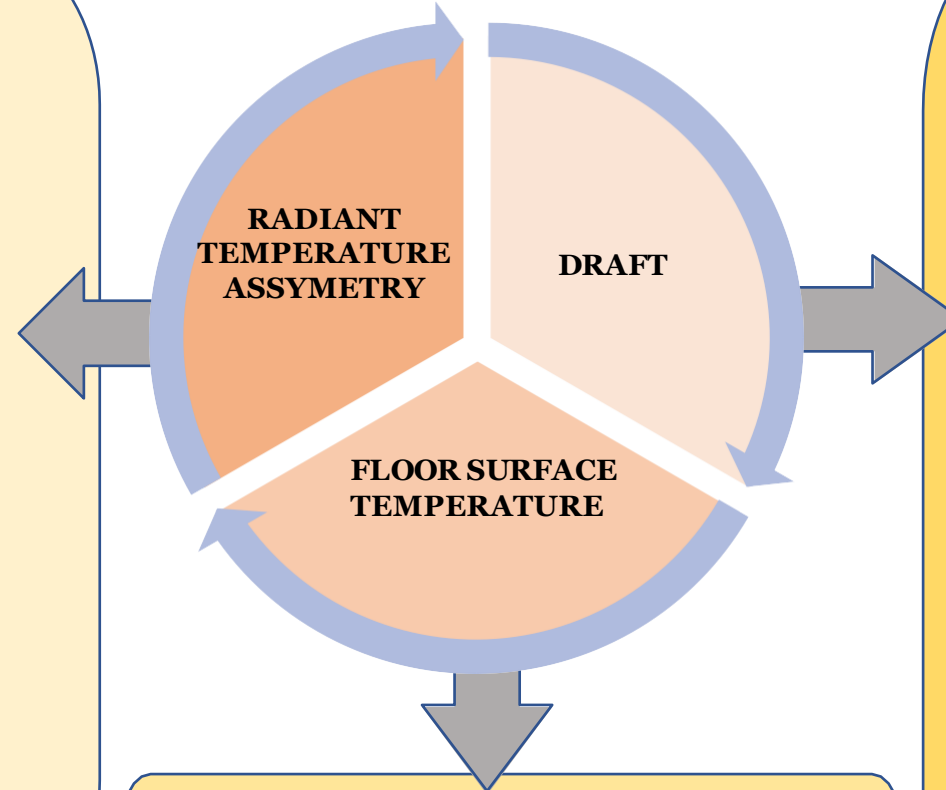 RADIANT
TEMPERATURE
ASSYMETRY
DRAFT
FLOOR SURFACE
TEMPERATURE